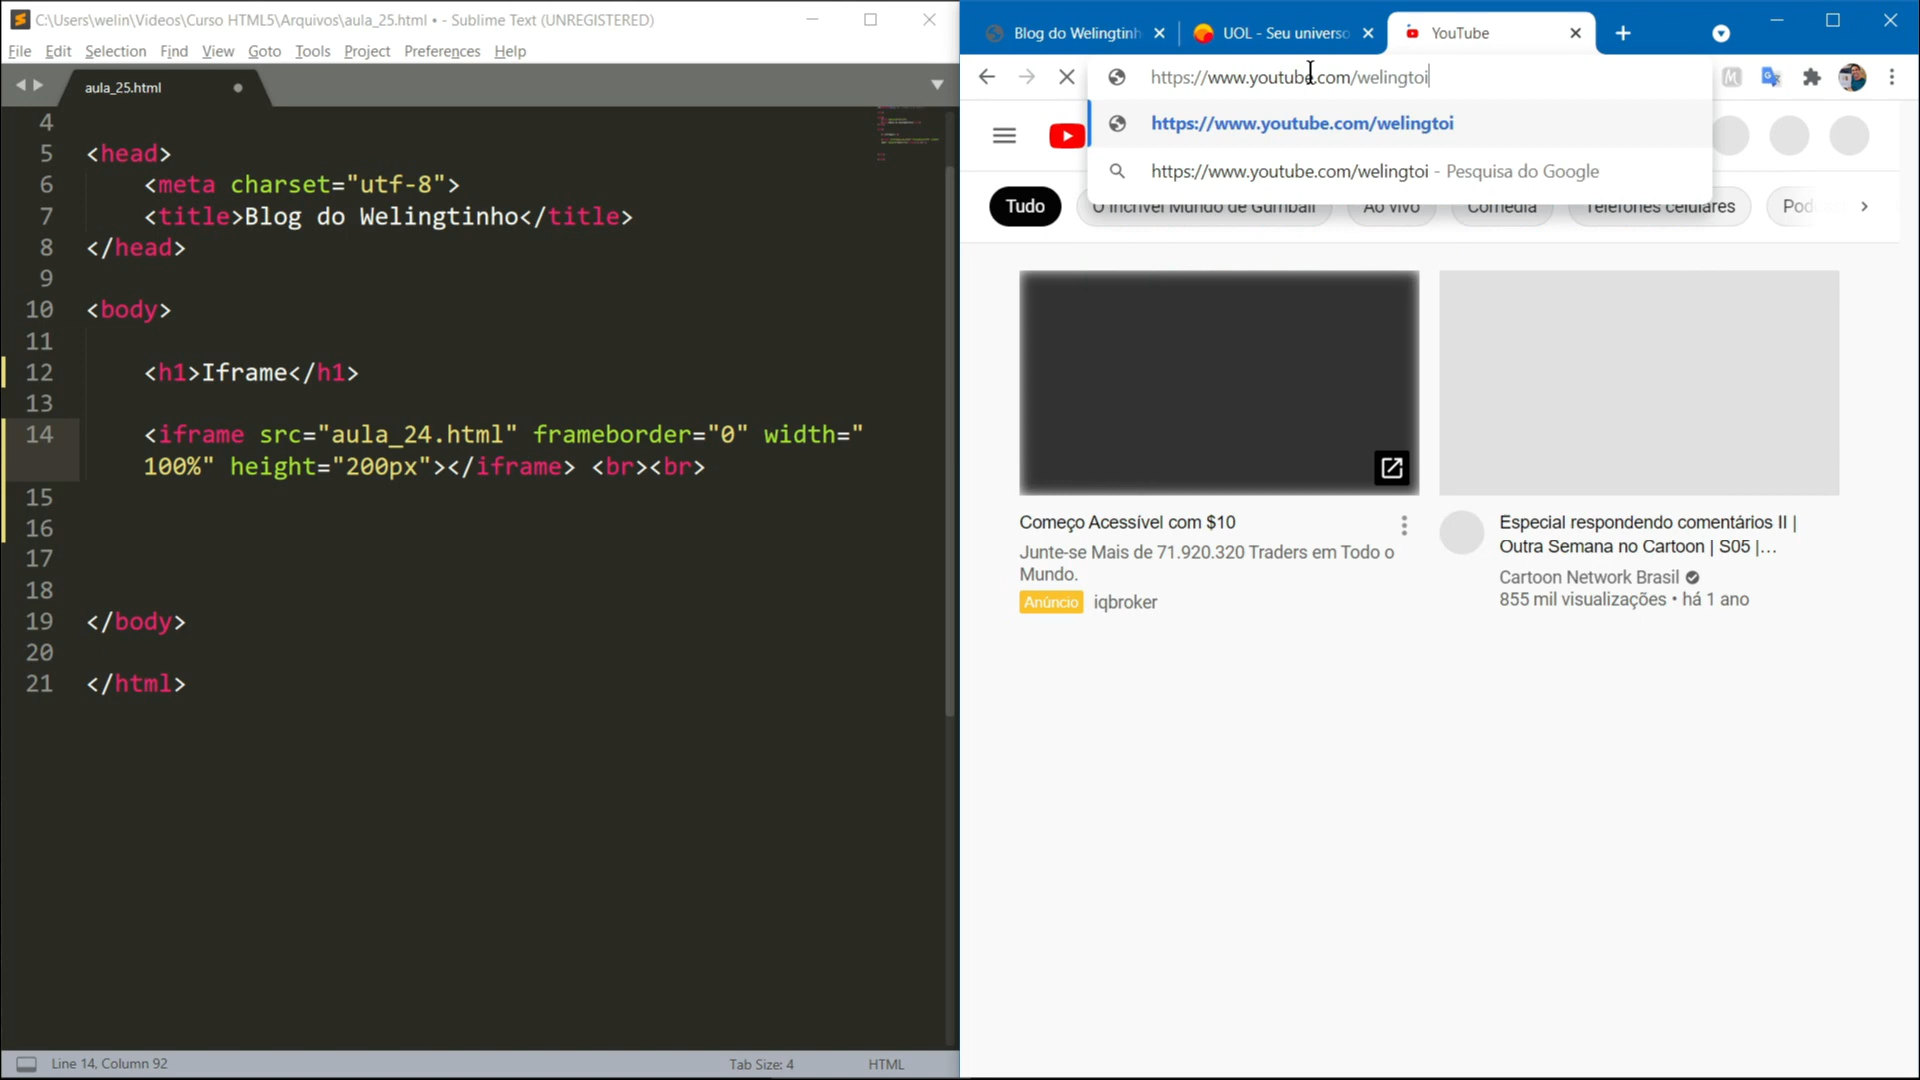 C:\Users\welin\Videos\Curso HTML5\Arquivos\aula_25.html • - Sublime Text (UNREGISTERED)
File Edit Selection Find View Goto Tools Project Preferences Help
aula_25.html
4
5 <head>
6 <meta charset="utf-8">
7 <title>Blog do Welingtinho</title>
8 </head>
9
10 <body>
11
12 <h1>Iframe</h1>
13
14 <iframe src="aula_24.html" frameborder="0" width="
100%" height="200px"></iframe> <br><br>
15
16
17
18
19 </body>
20
21 </html>
Line 14, Column 92 Tab Size: 4 HTML
Blog do Welingtinh UOL - Seu universo YouTube
https://www.youtube.com/welingtoi
https://www.youtube.com/welingtoi
https://www.youtube.com/welingtoi - Pesquisa do Google
Tudo O Incrível Mundo de Gumball Ao vivo Comédia Telefones celulares Pod
Começo Acessível com $10
Junte-se Mais de 71.920.320 Traders em Todo o
Mundo.
Anúncio iqbroker
Especial respondendo comentários II |
Outra Semana no Cartoon | S05 |...
Cartoon Network Brasil
855 mil visualizações • há 1 ano